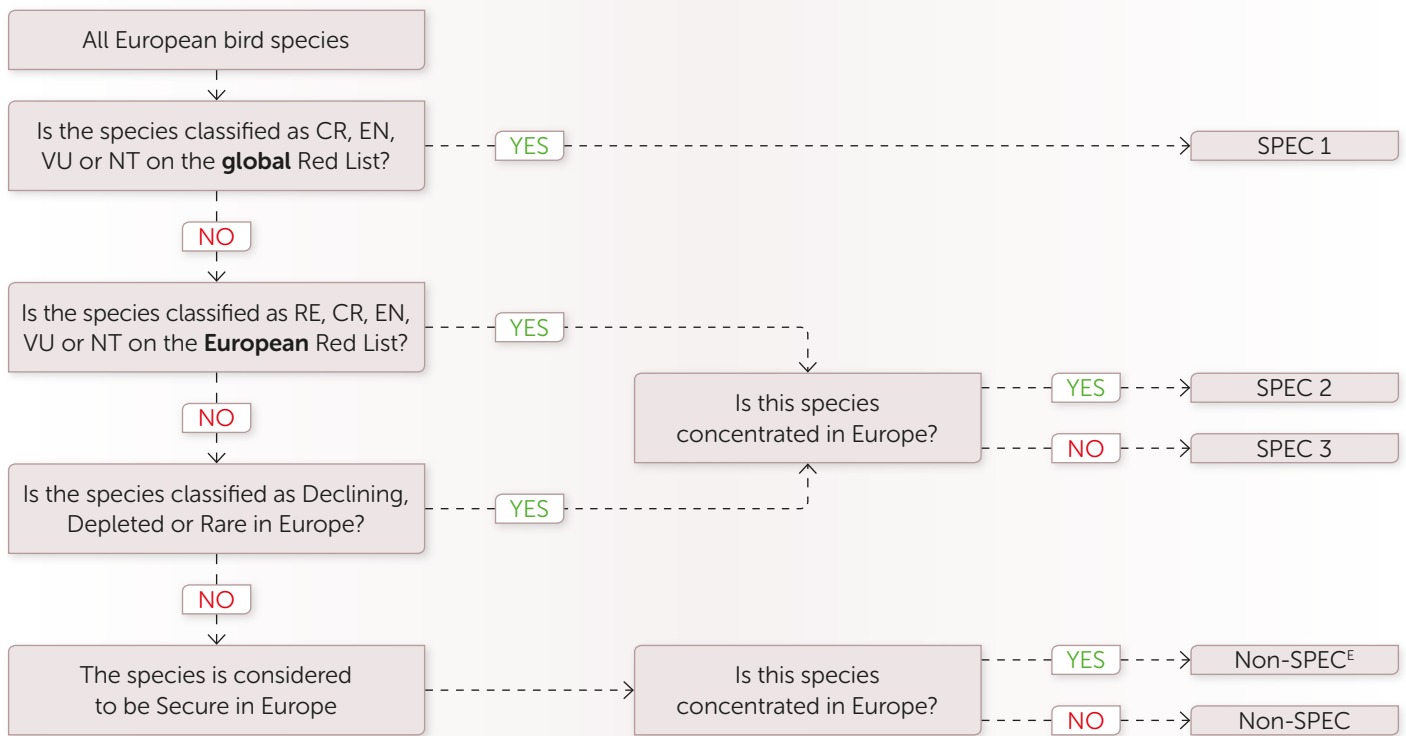 All European bird species
Is the species classified as CR, EN,
VU or NT on the global Red List?
YES
SPEC 1
NO
Is the species classified as RE, CR, EN,
VU or NT on the European Red List?
YES
NO
Is this species
concentrated in Europe?
YES
SPEC 2
NO
SPEC 3
Is the species classified as Declining,
Depleted or Rare in Europe?
YES
NO
The species is considered
to be Secure in Europe
Is this species
concentrated in Europe?
YES
Non-SPECᴱ
NO
Non-SPEC